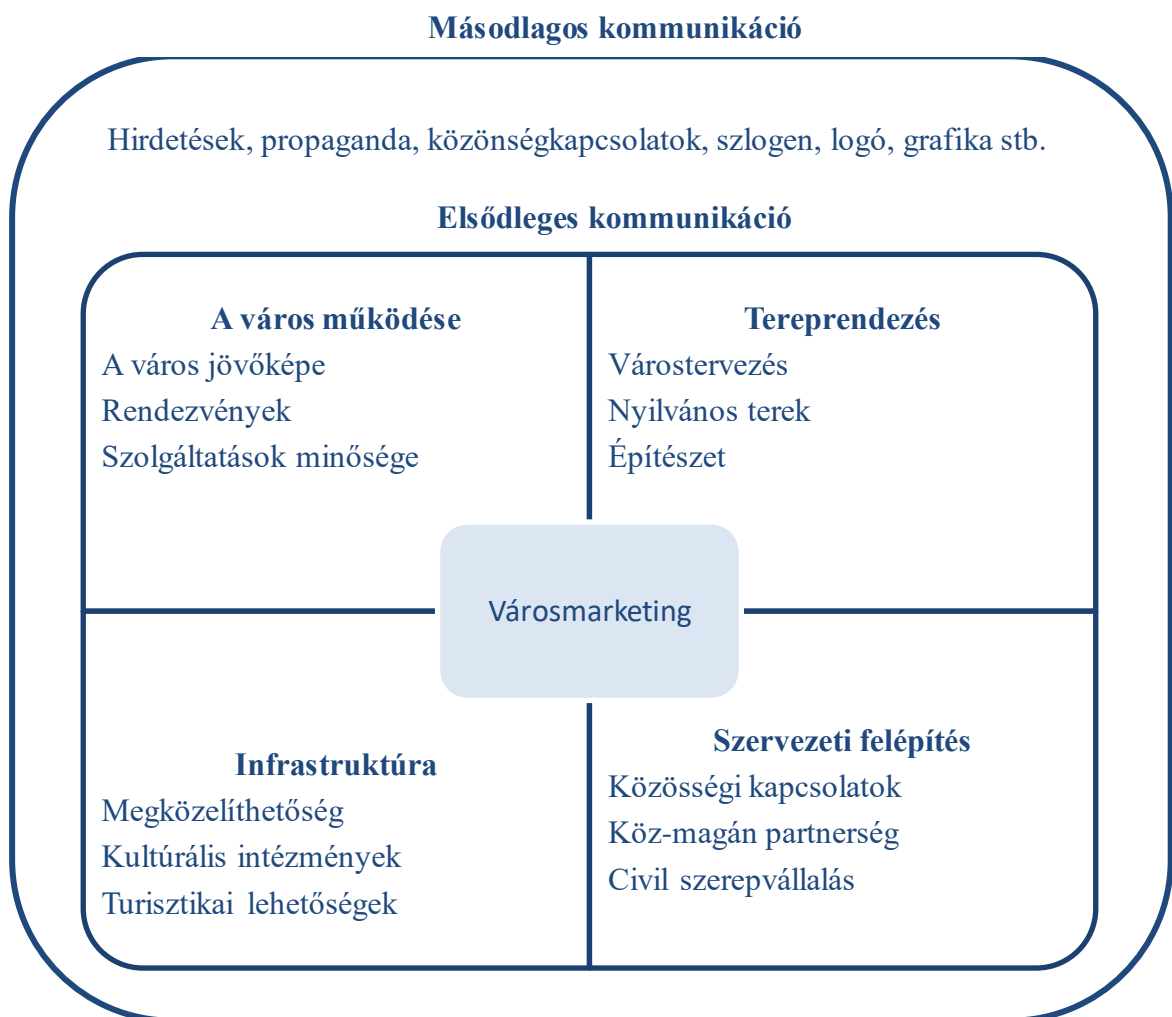 Másodlagos kommunikáció
Hirdetések, propaganda, közönségkapcsolatok, szlogen, logó, grafika stb.
Elsődleges kommunikáció
A város működése
A város jövőképe
Rendezvények
Szolgáltatások minősége
Tereprendezés
Várostervezés
Nyilvános terek
Építészet
Városmarketing
Infrastruktúra
Megközelíthetőség
Kultúrális intézmények
Turisztikai lehetőségek
Szervezeti felépítés
Közösségi kapcsolatok
Köz-magán partnerség
Civil szerepvállalás